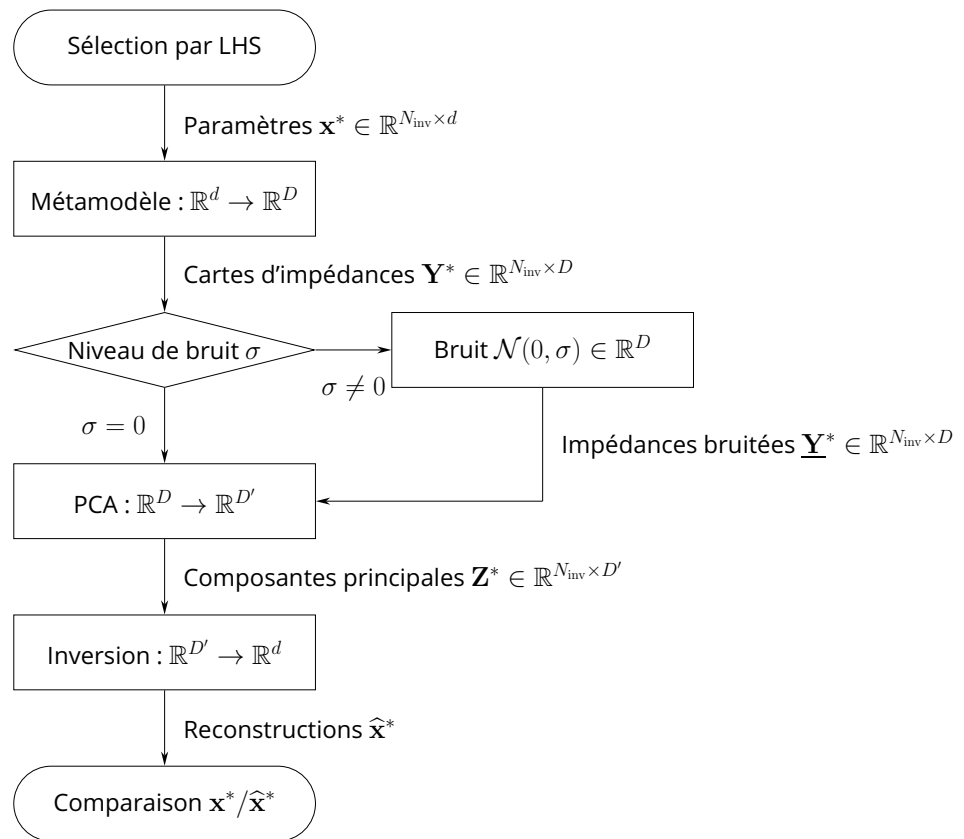 Sélection par LHS
Paramètres x* ∈ ℝ^{N_inv×d}
Métamodèle : ℝ^d → ℝ^D
Cartes d'impédances Y* ∈ ℝ^{N_inv×D}
Niveau de bruit σ
Bruit 𝒩(0, σ) ∈ ℝ^D
σ ≠ 0
σ = 0
Impédances bruitées Y̲* ∈ ℝ^{N_inv×D}
PCA : ℝ^D → ℝ^{D′}
Composantes principales Z* ∈ ℝ^{N_inv×D′}
Inversion : ℝ^{D′} → ℝ^d
Reconstructions x̂*
Comparaison x*/x̂*